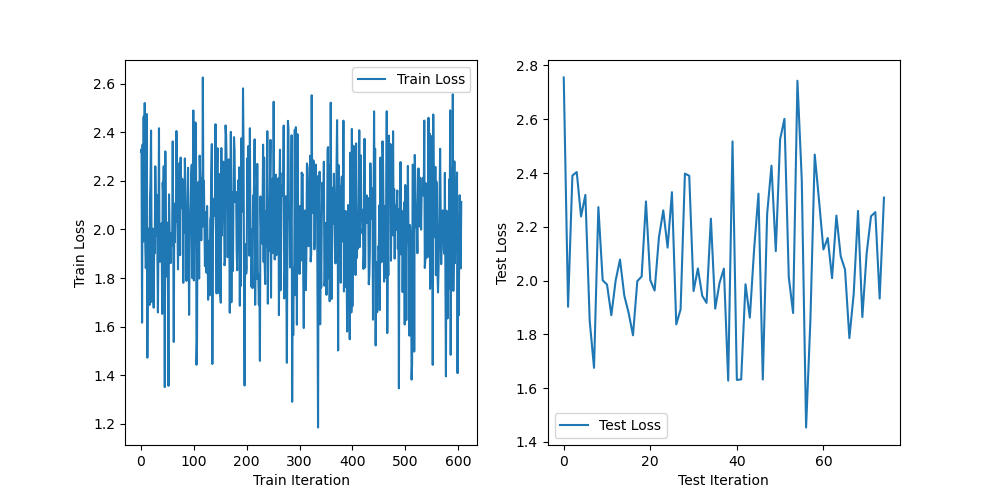 Train Loss
2.6
2.4
2.2
2.0
1.8
1.6
1.4
1.2
Train Loss
0 100 200 300 400 500 600
Train Iteration
2.8
2.6
2.4
2.2
2.0
1.8
1.6
1.4
Test Loss
Test Loss
0 20 40 60
Test Iteration